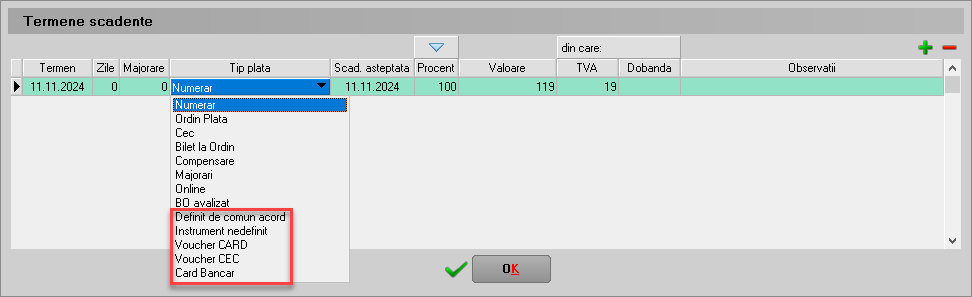 Termene scadente
din care:
Termen Zile Majorare Tip plata Scad. asteptata Procent Valoare TVA Dobanda Observatii
11.11.2024 0 0 Numerar 11.11.2024 100 119 19
Numerar
Ordin Plata
Cec
Bilet la Ordin
Compensare
Majorari
Online
BO avalizat
Definit de comun acord
Instrument nedefinit
Voucher CARD
Voucher CEC
Card Bancar
OK